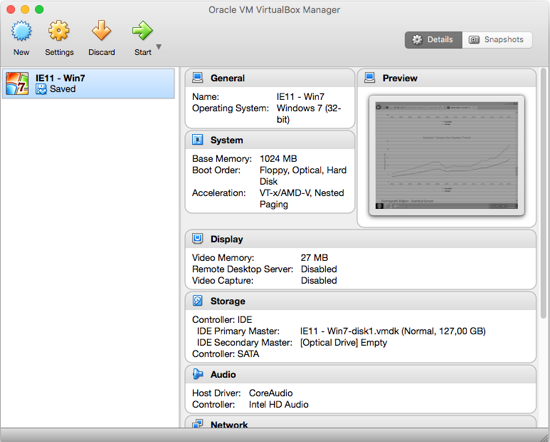 Oracle VM VirtualBox Manager
New
Settings
Discard
Start
Details
Snapshots
IE11 - Win7
Saved
General
Name: IE11 - Win7
Operating System: Windows 7 (32-
bit)
Preview
System
Base Memory: 1024 MB
Boot Order: Floppy, Optical, Hard
Disk
Acceleration: VT-x/AMD-V, Nested
Paging
Display
Video Memory: 27 MB
Remote Desktop Server: Disabled
Video Capture: Disabled
Storage
Controller: IDE
IDE Primary Master: IE11 - Win7-disk1.vmdk (Normal, 127,00 GB)
IDE Secondary Master: [Optical Drive] Empty
Controller: SATA
Audio
Host Driver: CoreAudio
Controller: Intel HD Audio
Network